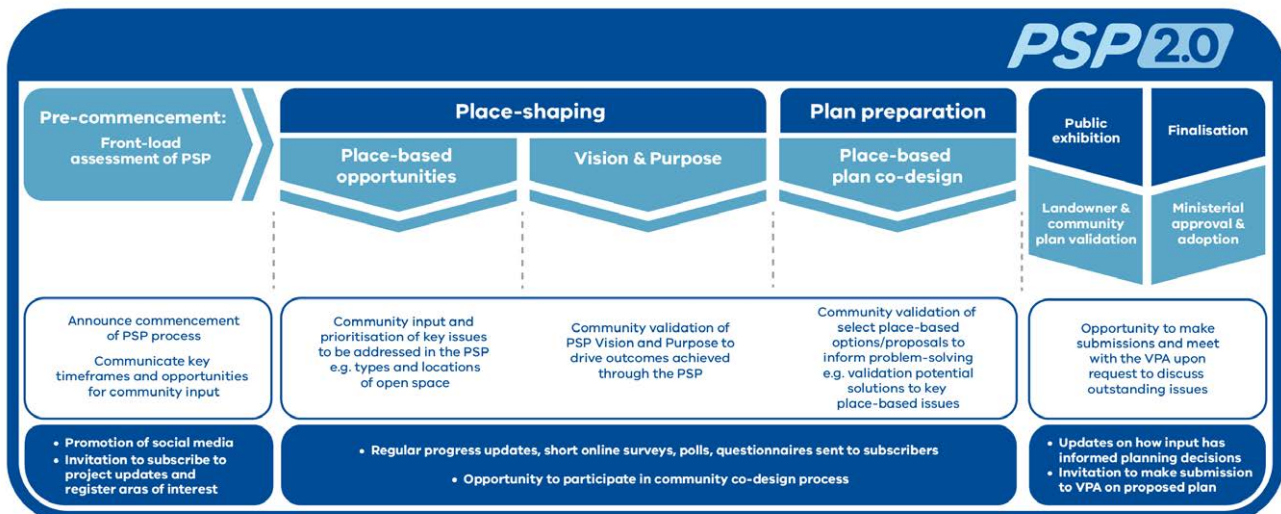 PSP 2.0
Pre-commencement:
Front-load
assessment of PSP
Place-shaping
Place-based
opportunities
Vision & Purpose
Plan preparation
Place-based
plan co-design
Public
exhibition
Landowner &
community
plan validation
Finalisation
Ministerial
approval &
adoption
Announce commencement
of PSP process
Communicate key
timeframes and opportunities
for community input
Community input and
prioritisation of key issues
to be addressed in the PSP
e.g. types and locations
of open space
Community validation of
PSP Vision and Purpose to
drive outcomes achieved
through the PSP
Community validation of
select place-based
options/proposals to
inform problem-solving
e.g. validation potential
solutions to key
place-based issues
Opportunity to make
submissions and meet
with the VPA upon
request to discuss
outstanding issues
• Promotion of social media
• Invitation to subscribe to
project updates and
register aras of interest
• Regular progress updates, short online surveys, polls, questionnaires sent to subscribers
• Opportunity to participate in community co-design process
• Updates on how input has
informed planning decisions
• Invitation to make submission
to VPA on proposed plan